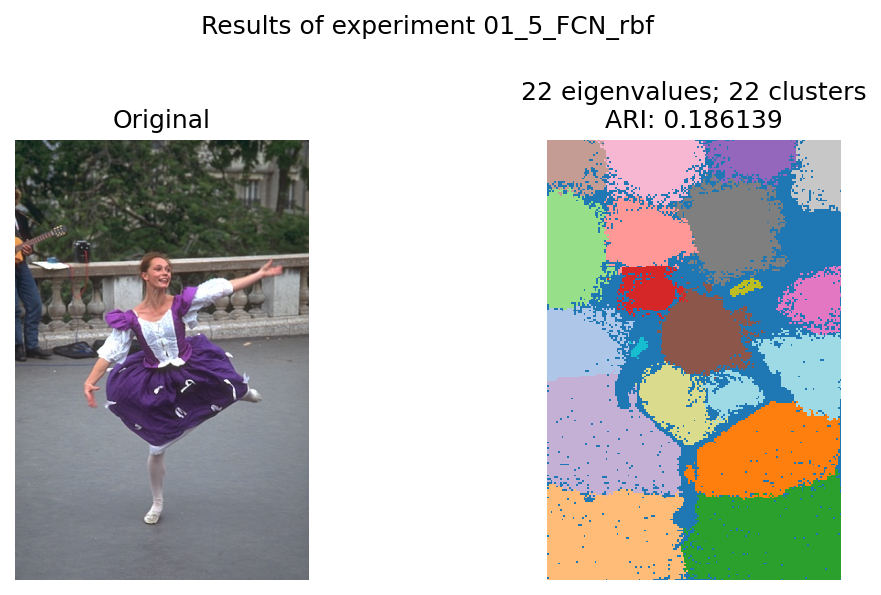 Results of experiment 01_5_FCN_rbf
Original
22 eigenvalues; 22 clusters
ARI: 0.186139